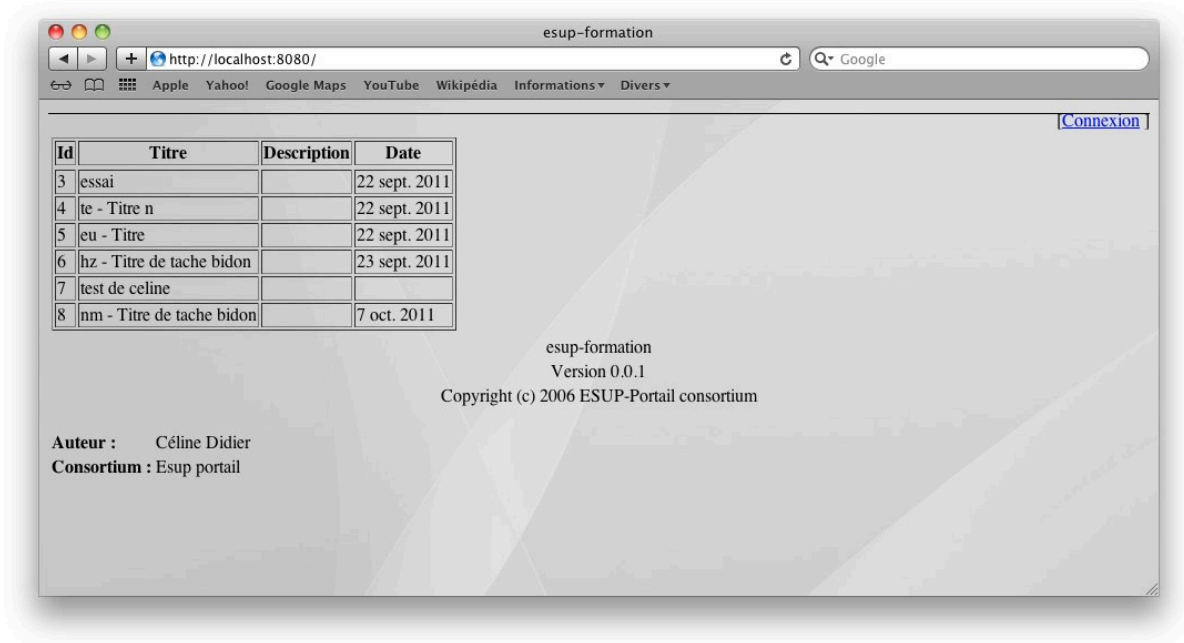 esup-formation
http://localhost:8080/
Google
Apple Yahoo! Google Maps YouTube Wikipédia Informations Divers
[Connexion ]
Id Titre Description Date
3 essai 22 sept. 2011
4 te - Titre n 22 sept. 2011
5 eu - Titre 22 sept. 2011
6 hz - Titre de tache bidon 23 sept. 2011
7 test de celine
8 nm - Titre de tache bidon 7 oct. 2011
esup-formation
Version 0.0.1
Copyright (c) 2006 ESUP-Portail consortium
Auteur : Céline Didier
Consortium : Esup portail